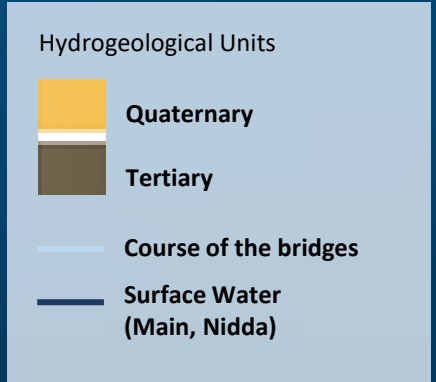 Hydrogeological Units
Quaternary
Tertiary
Course of the bridges
Surface Water
(Main, Nidda)